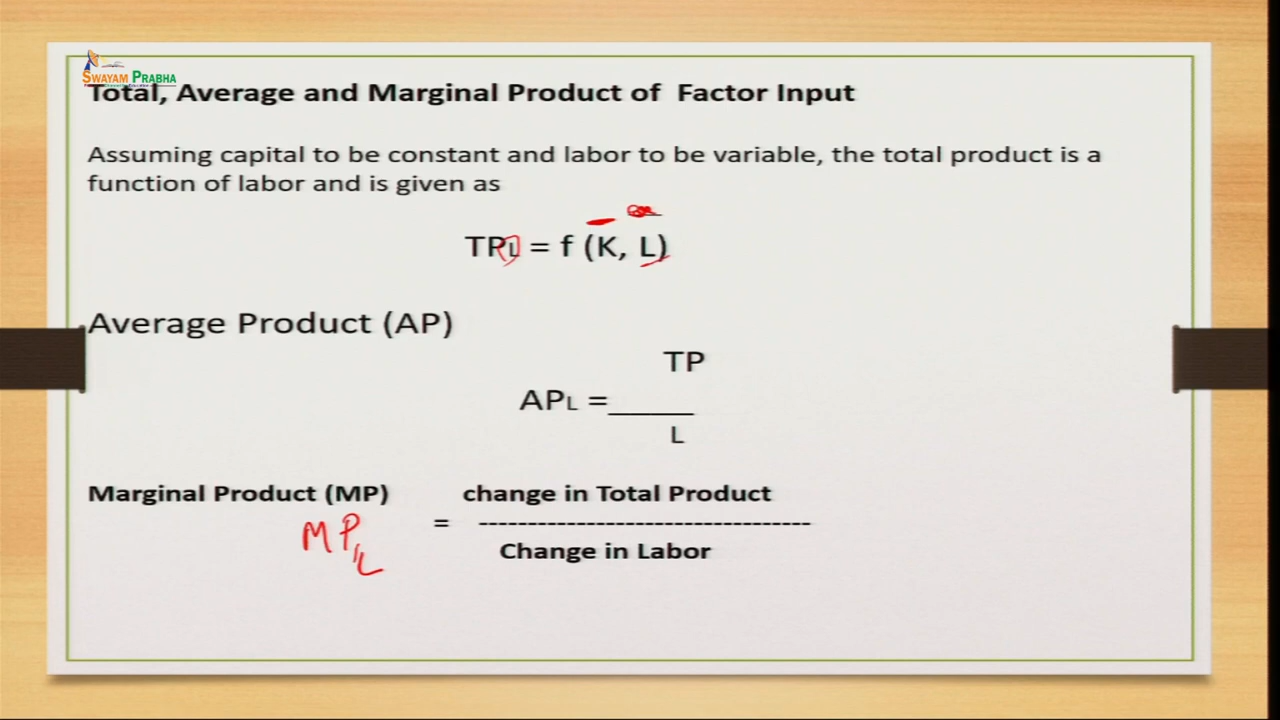 SWAYAM PRABHA
Total, Average and Marginal Product of Factor Input
Assuming capital to be constant and labor to be variable, the total product is a
function of labor and is given as
TPL = f (K, L)
Average Product (AP)
TP
APL =____
L
Marginal Product (MP) change in Total Product
= ---------------------------------
MPL
Change in Labor